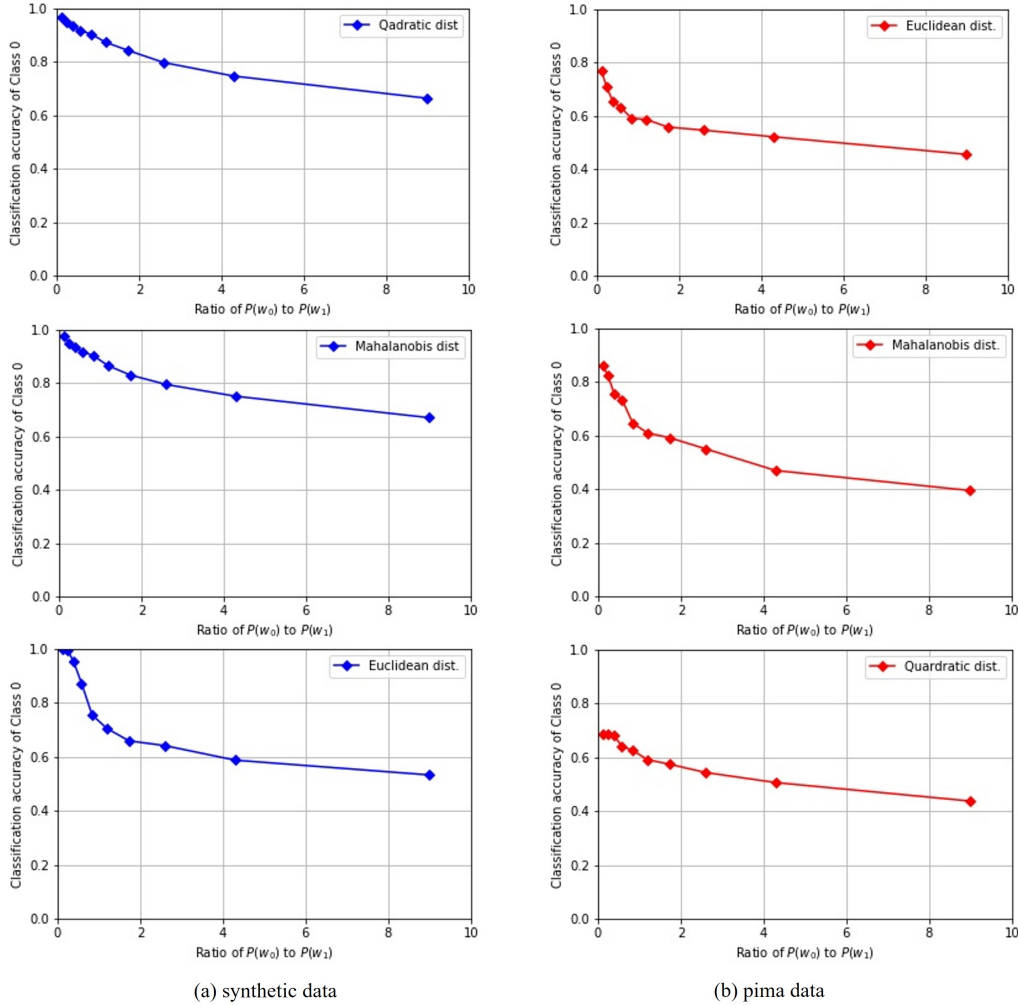 1.0
0.8
0.6
0.4
0.2
0.0
Classification accuracy of Class 0
Qadratic dist
0 2 4 6 8 10
Ratio of P(w₀) to P(w₁)
1.0
0.8
0.6
0.4
0.2
0.0
Classification accuracy of Class 0
Euclidean dist.
0 2 4 6 8 10
Ratio of P(w₀) to P(w₁)
1.0
0.8
0.6
0.4
0.2
0.0
Classification accuracy of Class 0
Mahalanobis dist
0 2 4 6 8 10
Ratio of P(w₀) to P(w₁)
1.0
0.8
0.6
0.4
0.2
0.0
Classification accuracy of Class 0
Mahalanobis dist.
0 2 4 6 8 10
Ratio of P(w₀) to P(w₁)
1.0
0.8
0.6
0.4
0.2
0.0
Classification accuracy of Class 0
Euclidean dist.
0 2 4 6 8 10
Ratio of P(w₀) to P(w₁)
1.0
0.8
0.6
0.4
0.2
0.0
Classification accuracy of Class 0
Quardratic dist.
0 2 4 6 8 10
Ratio of P(w₀) to P(w₁)
(a) synthetic data
(b) pima data